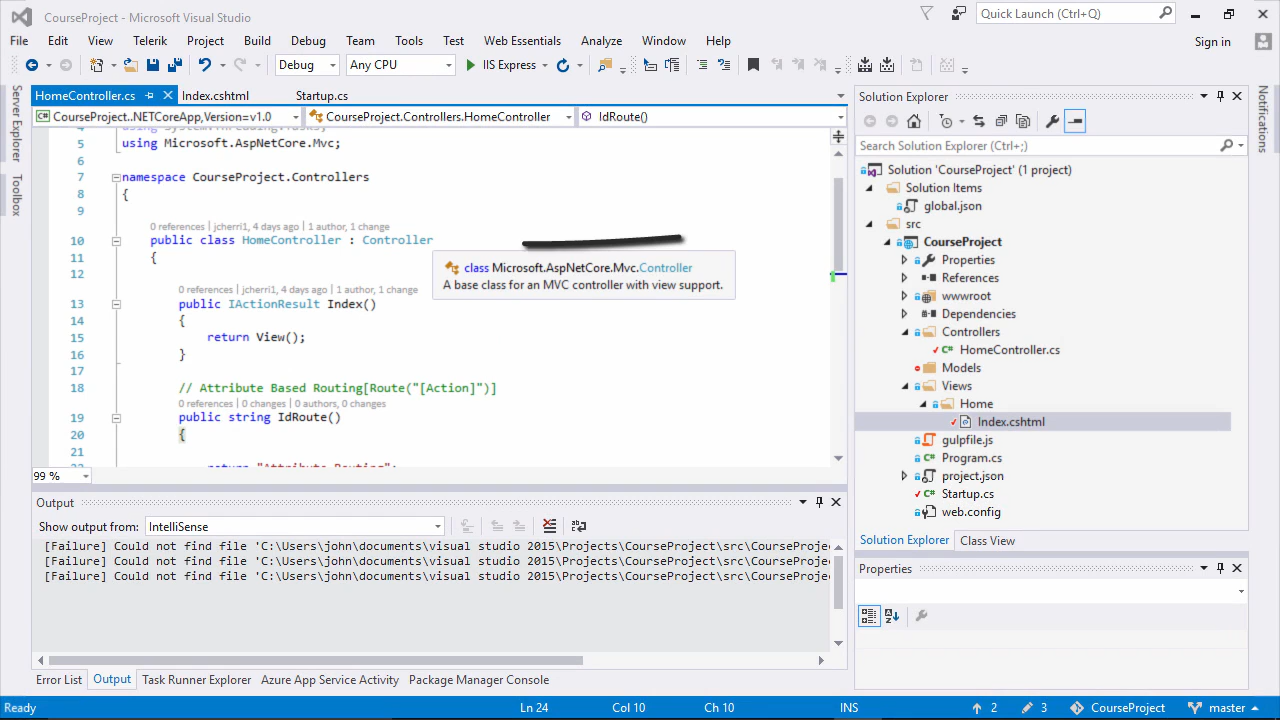 CourseProject - Microsoft Visual Studio
Quick Launch (Ctrl+Q)
File Edit View Telerik Project Build Debug Team Tools Test Web Essentials Analyze Window Help
Sign in
Debug Any CPU IIS Express
Server Explorer
Toolbox
Notifications
HomeController.cs Index.cshtml Startup.cs
CourseProject..NETCoreApp,Version=v1.0 CourseProject.Controllers.HomeController IdRoute()
4 using System.Threading.Tasks;
5 using Microsoft.AspNetCore.Mvc;
6
7 namespace CourseProject.Controllers
8 {
9
0 references | jcherri1, 4 days ago | 1 author, 1 change
10 public class HomeController : Controller
11 {
class Microsoft.AspNetCore.Mvc.Controller
A base class for an MVC controller with view support.
12
0 references | jcherri1, 4 days ago | 1 author, 1 change
13 public IActionResult Index()
14 {
15 return View();
16 }
17
18 // Attribute Based Routing[Route("[Action]")]
0 references | 0 changes | 0 authors, 0 changes
19 public string IdRoute()
20 {
21
22 return "Attribute Routing";
99 %
Output
Show output from: IntelliSense
[Failure] Could not find file 'C:\Users\john\documents\visual studio 2015\Projects\CourseProject\src\CourseProjec
[Failure] Could not find file 'C:\Users\john\documents\visual studio 2015\Projects\CourseProject\src\CourseProjec
[Failure] Could not find file 'C:\Users\john\documents\visual studio 2015\Projects\CourseProject\src\CourseProjec
Error List Output Task Runner Explorer Azure App Service Activity Package Manager Console
Solution Explorer
Search Solution Explorer (Ctrl+;)
Solution 'CourseProject' (1 project)
Solution Items
global.json
src
CourseProject
Properties
References
wwwroot
Dependencies
Controllers
HomeController.cs
Models
Views
Home
Index.cshtml
gulpfile.js
Program.cs
project.json
Startup.cs
web.config
Solution Explorer Class View
Properties
Ready Ln 24 Col 10 Ch 10 INS 2 3 CourseProject master